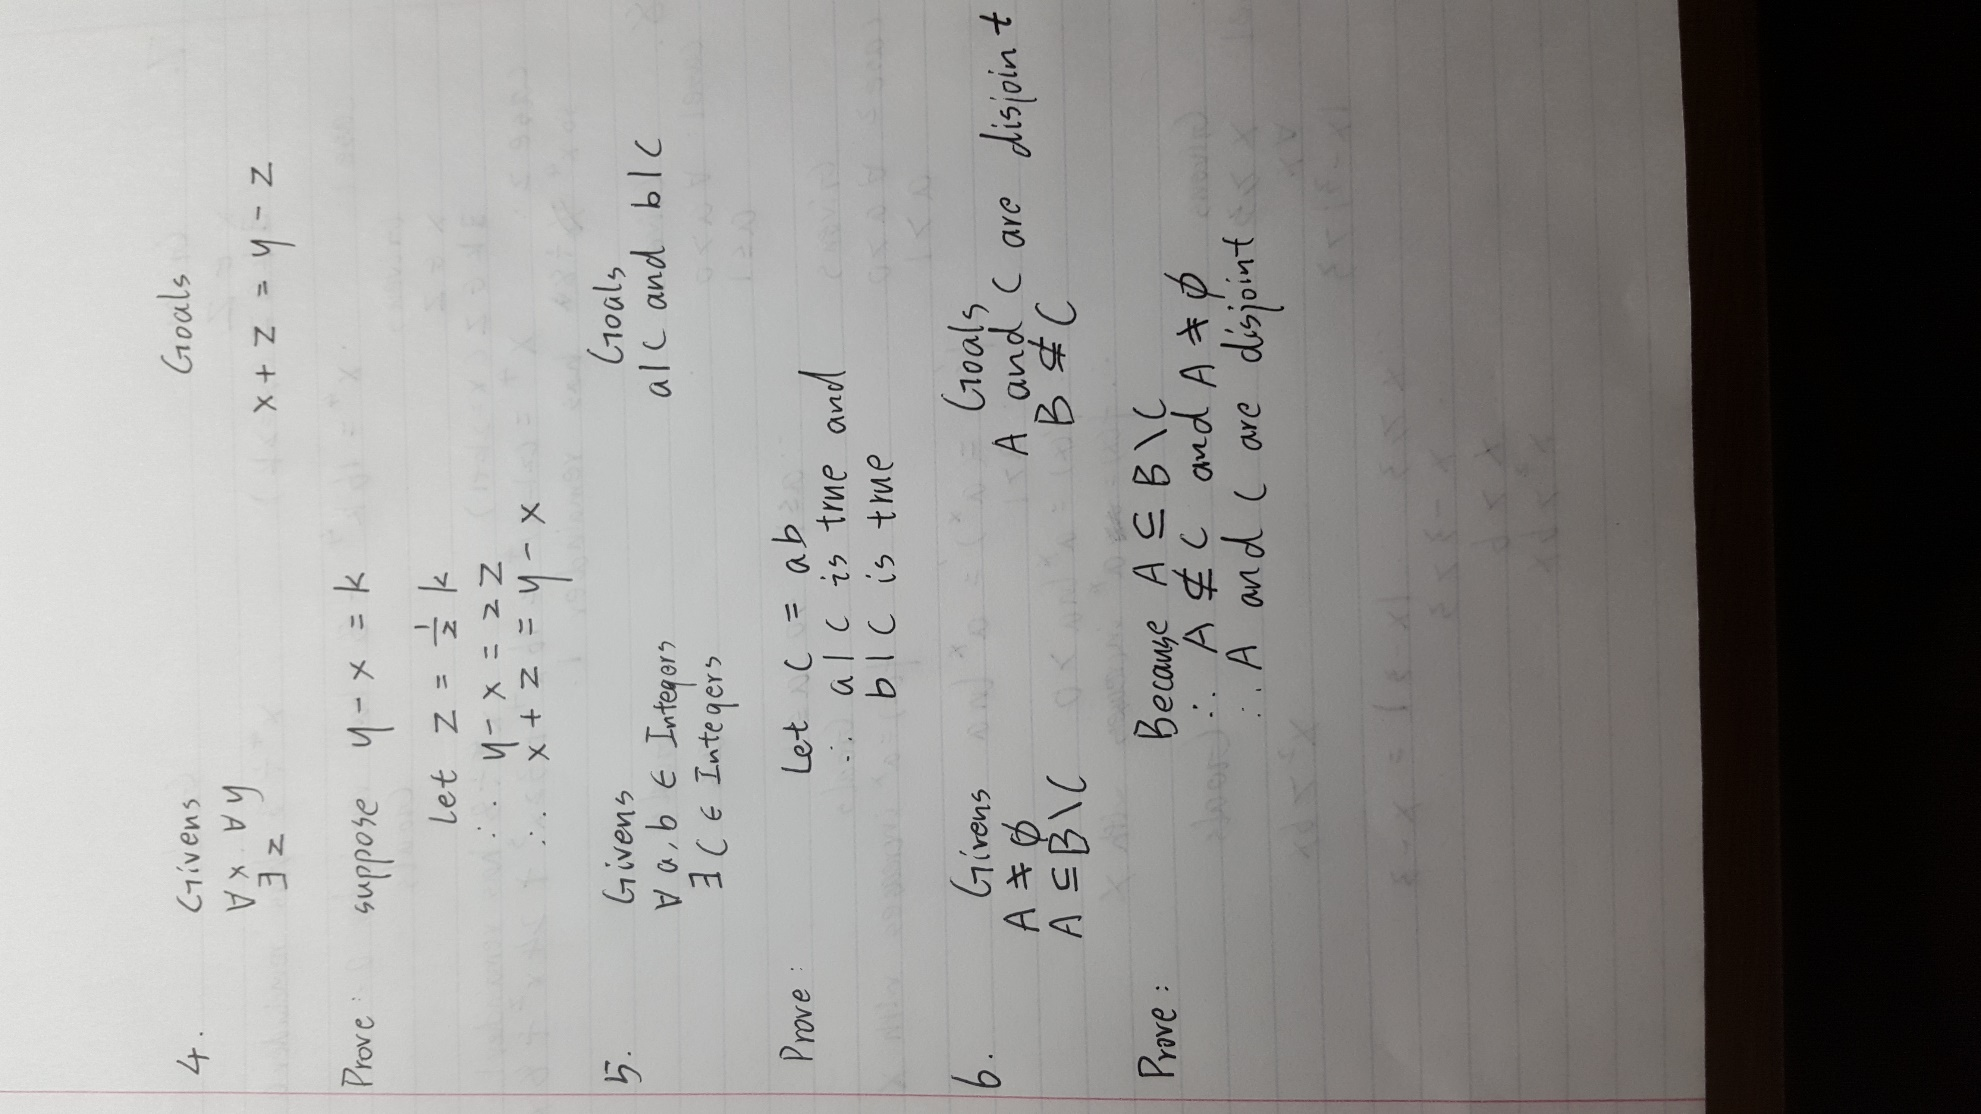 4. Givens Goals
∀x ∀y
∃z x + z = y - z
Prove: suppose y - x = k
Let z = 1/2 k
∴ y - x = 2z
∴ x + z = y - x
5. Givens Goals
∀ a, b ∈ Integers a|c and b|c
∃ c ∈ Integers
Prove: Let c = ab
∴ a|c is true and
b|c is true
6. Givens Goals
A ≠ ∅ A and C are disjoint
A ⊆ B\C B ⊈ C
Prove: Because A ⊆ B\C
∴ A ⊈ C and A ≠ ∅
∴ A and C are disjoint